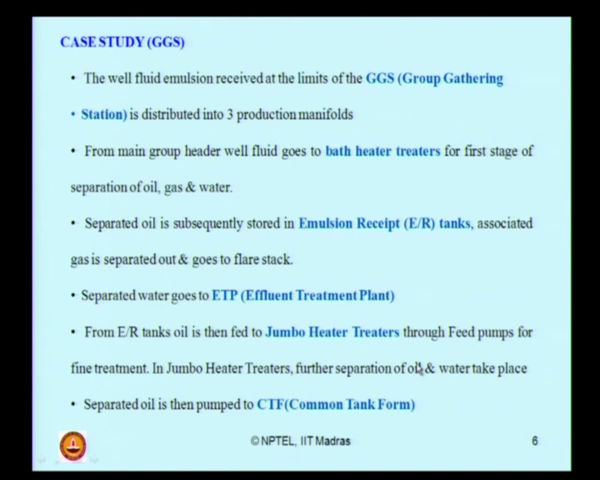 CASE STUDY (GGS)
• The well fluid emulsion received at the limits of the GGS (Group Gathering
• Station) is distributed into 3 production manifolds
• From main group header well fluid goes to bath heater treaters for first stage of
separation of oil, gas & water.
• Separated oil is subsequently stored in Emulsion Receipt (E/R) tanks, associated
gas is separated out & goes to flare stack.
• Separated water goes to ETP (Effluent Treatment Plant)
• From E/R tanks oil is then fed to Jumbo Heater Treaters through Feed pumps for
fine treatment. In Jumbo Heater Treaters, further separation of oil & water take place
• Separated oil is then pumped to CTF(Common Tank Form)
© NPTEL, IIT Madras
6